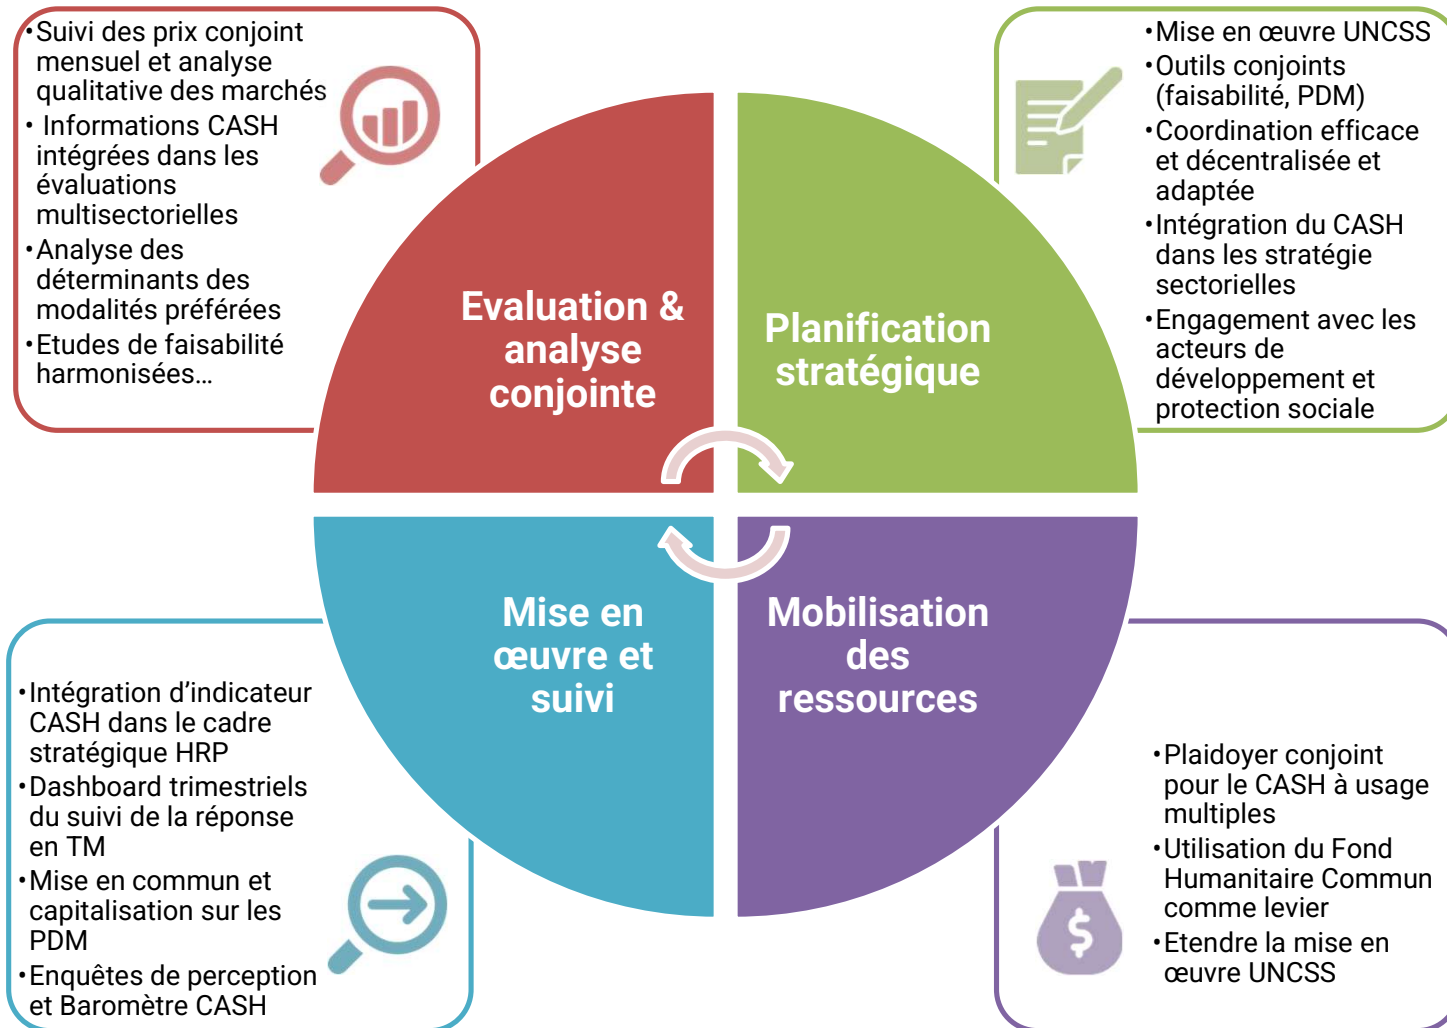 •Suivi des prix conjoint
mensuel et analyse
qualitative des marchés
• Informations CASH
intégrées dans les
évaluations
multisectorielles
•Analyse des
déterminants des
modalités préférées
•Etudes de faisabilité
harmonisées...
•Mise en œuvre UNCSS
•Outils conjoints
(faisabilité, PDM)
•Coordination efficace
et décentralisée et
adaptée
•Intégration du CASH
dans les stratégie
sectorielles
•Engagement avec les
acteurs de
développement et
protection sociale
Evaluation &
analyse
conjointe
Planification
stratégique
Mise en
œuvre et
suivi
Mobilisation
des
ressources
•Intégration d’indicateur
CASH dans le cadre
stratégique HRP
•Dashboard trimestriels
du suivi de la réponse
en TM
•Mise en commun et
capitalisation sur les
PDM
•Enquêtes de perception
et Baromètre CASH
•Plaidoyer conjoint
pour le CASH à usage
multiples
•Utilisation du Fond
Humanitaire Commun
comme levier
•Etendre la mise en
œuvre UNCSS
$